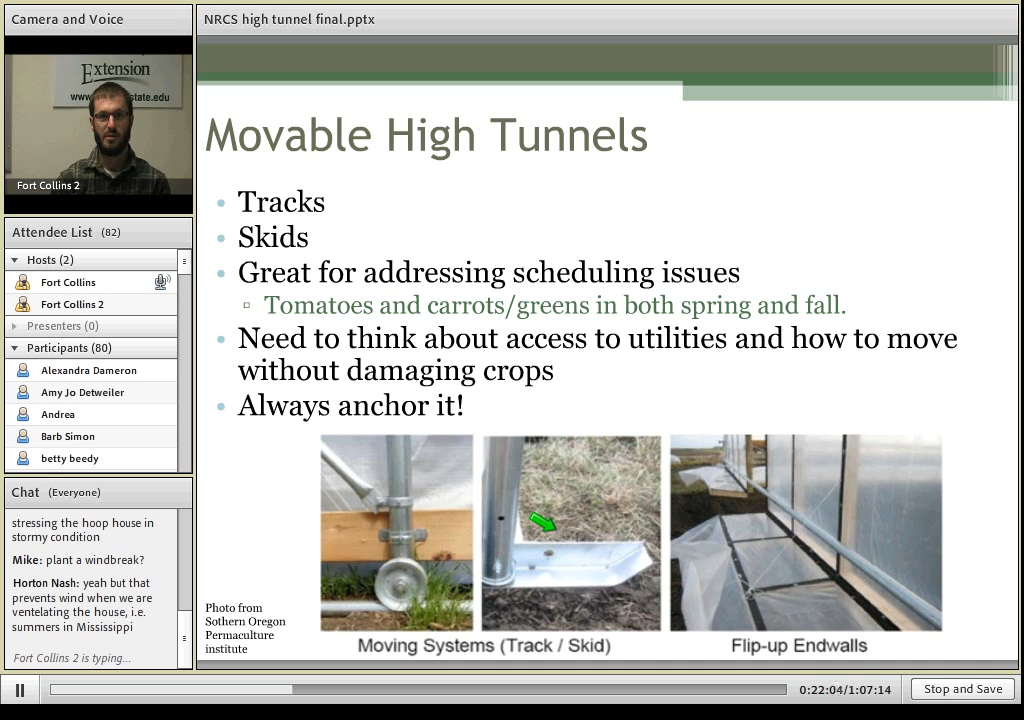 Camera and Voice
Extension
www.
state.edu
Fort Collins 2
Attendee List (82)
Hosts (2)
Fort Collins
Fort Collins 2
Presenters (0)
Participants (80)
Alexandra Dameron
Amy Jo Detweiler
Andrea
Barb Simon
betty beedy
Chat (Everyone)
stressing the hoop house in
stormy condition
Mike: plant a windbreak?
Horton Nash: yeah but that
prevents wind when we are
ventelating the house, i.e.
summers in Mississippi
Fort Collins 2 is typing...
NRCS high tunnel final.pptx
Movable High Tunnels
• Tracks
• Skids
• Great for addressing scheduling issues
▫ Tomatoes and carrots/greens in both spring and fall.
• Need to think about access to utilities and how to move
without damaging crops
• Always anchor it!
Photo from
Sothern Oregon
Permaculture
institute
Moving Systems (Track / Skid)
Flip-up Endwalls
0:22:04/1:07:14
Stop and Save